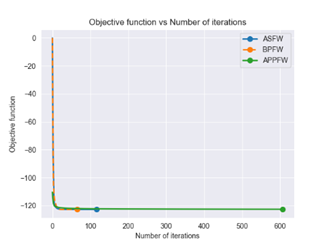 Objective function vs Number of iterations
ASFW
BPFW
APPFW
Objective function
0
−20
−40
−60
−80
−100
−120
0 100 200 300 400 500 600
Number of iterations